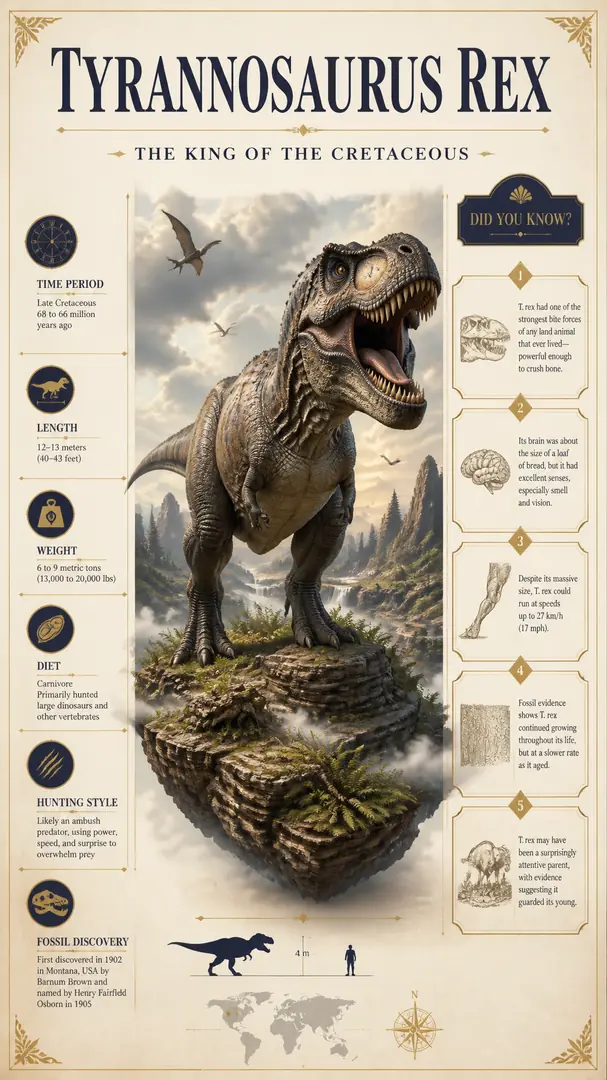 TYRANNOSAURUS REX
THE KING OF THE CRETACEOUS
TIME PERIOD
Late Cretaceous
68 to 66 million
years ago
LENGTH
12–13 meters
(40–43 feet)
WEIGHT
6 to 9 metric tons
(13,000 to 20,000 lbs)
DIET
Carnivore
Primarily hunted
large dinosaurs and
other vertebrates
HUNTING STYLE
Likely an ambush
predator, using power,
speed, and surprise to
overwhelm prey
FOSSIL DISCOVERY
First discovered in 1902
in Montana, USA by
Barnum Brown and
named by Henry Fairfield
Osborn in 1905
DID YOU KNOW?
1
T. rex had one of the
strongest bite forces
of any land animal
that ever lived—
powerful enough
to crush bone.
2
Its brain was about
the size of a loaf
of bread, but it had
excellent senses,
especially smell
and vision.
3
Despite its massive
size, T. rex could
run at speeds
up to 27 km/h
(17 mph).
4
Fossil evidence
shows T. rex
continued growing
throughout its life,
but at a slower rate
as it aged.
5
T. rex may have
been a surprisingly
attentive parent,
with evidence
suggesting it
guarded its young.
4 m
N